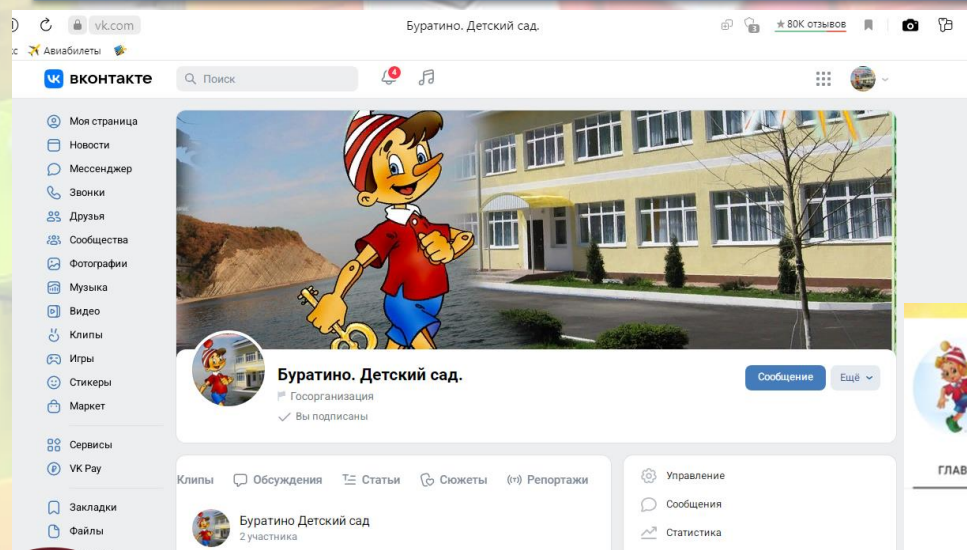 vk.com
Буратино. Детский сад.
3
★ 80K отзывов
Авиабилеты
вконтакте
Поиск
4
Моя страница
Новости
Мессенджер
Звонки
Друзья
Сообщества
Фотографии
Музыка
Видео
Клипы
Игры
Стикеры
Маркет
Сервисы
VK Pay
Закладки
Файлы
Буратино. Детский сад.
Госорганизация
Вы подписаны
Сообщение
Ещё
Клипы Обсуждения Статьи Сюжеты Репортажи
Буратино Детский сад
2 участника
Управление
Сообщения
Статистика
ГЛАВ